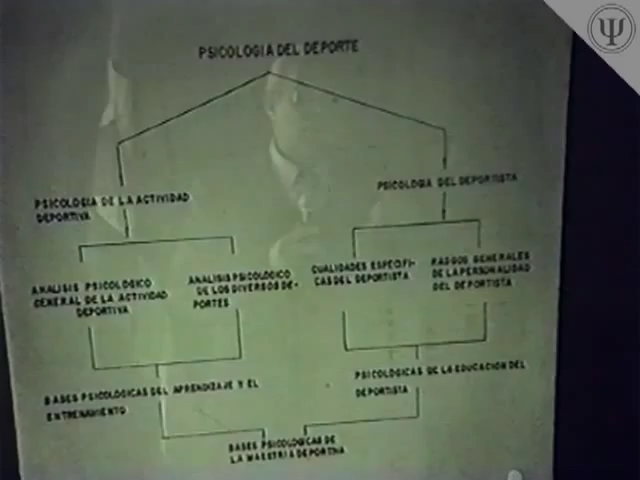 PSICOLOGIA DEL DEPORTE
PSICOLOGIA DE LA ACTIVIDAD
DEPORTIVA
PSICOLOGIA DEL DEPORTISTA
ANALISIS PSICOLOGICO
GENERAL DE LA ACTIVIDAD
DEPORTIVA
ANALISIS PSICOLOGICO
DE LOS DIVERSOS DE-
PORTES
CUALIDADES ESPECIFI-
CAS DEL DEPORTISTA
RASGOS GENERALES
DE LA PERSONALIDAD
DEL DEPORTISTA
BASES PSICOLOGICAS DEL APRENDIZAJE Y EL
ENTRENAMIENTO
PSICOLOGICAS DE LA EDUCACION DEL
DEPORTISTA
BASES PSICOLOGICAS DE
LA MAESTRIA DEPORTIVA
Ψ